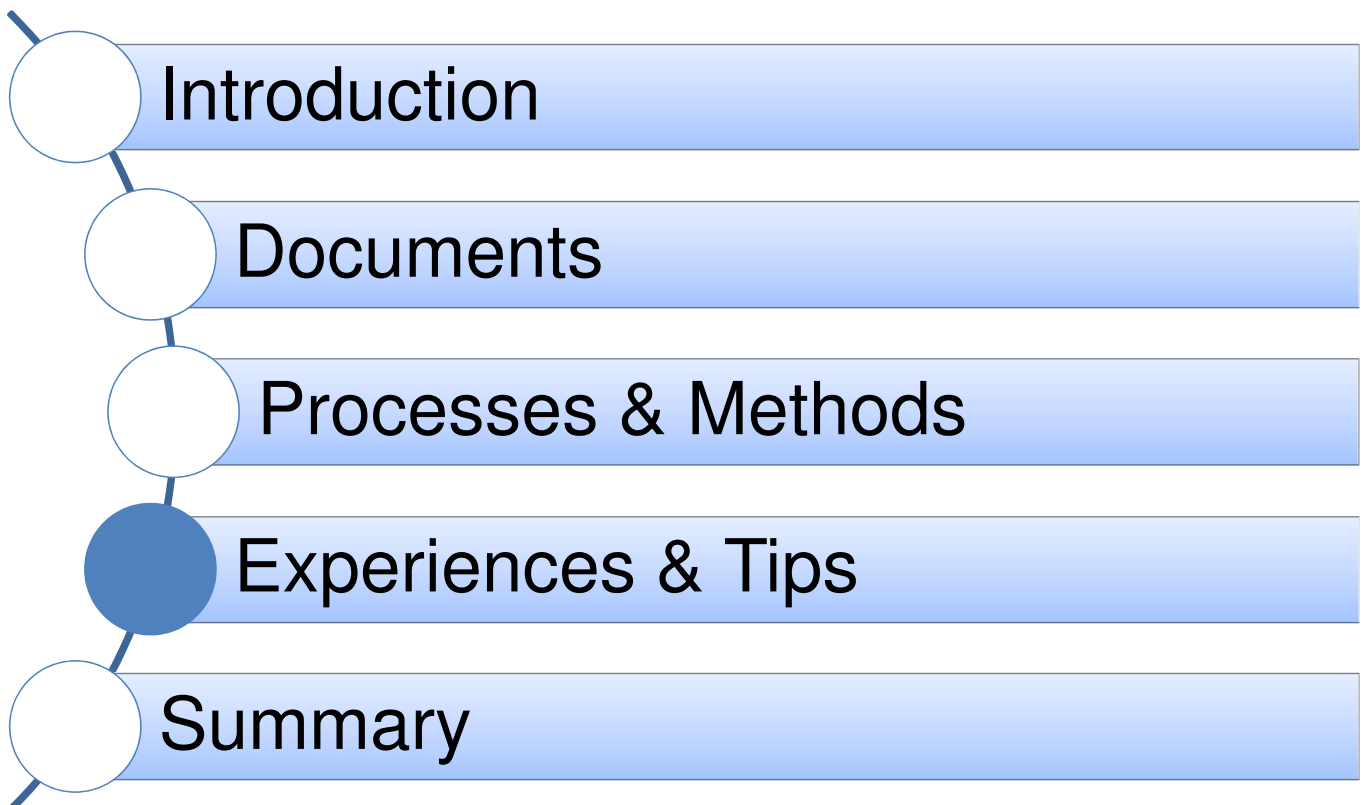 Introduction
Documents
Processes & Methods
Experiences & Tips
Summary